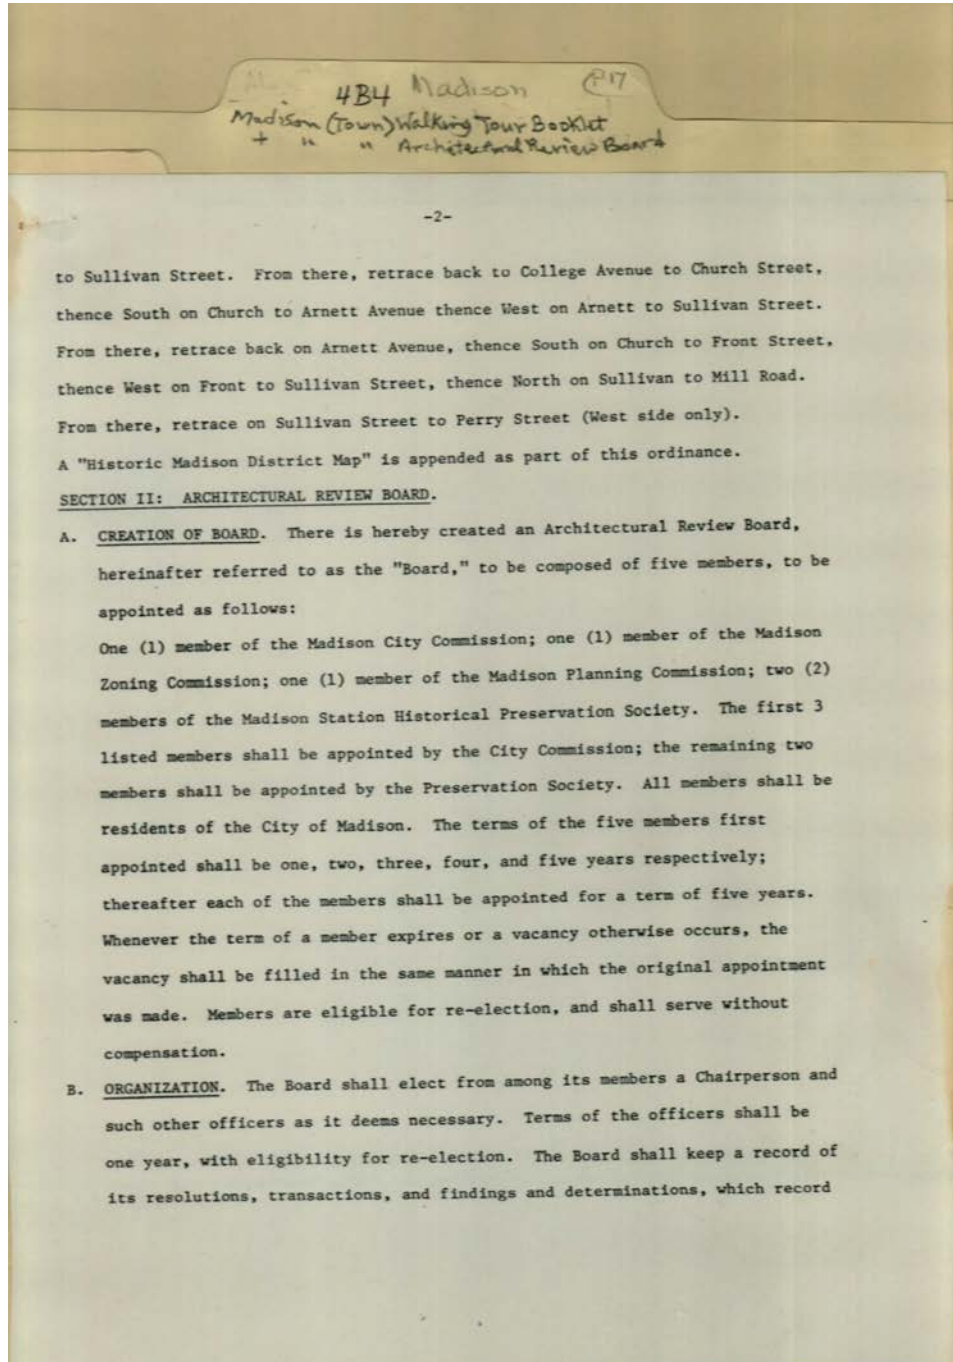 4B4 Madison P17
Madison (Town) Walking Tour Booklet
+ " " Architectural Review Board
-2-
to Sullivan Street. From there, retrace back to College Avenue to Church Street,
thence South on Church to Arnett Avenue thence West on Arnett to Sullivan Street.
From there, retrace back on Arnett Avenue, thence South on Church to Front Street,
thence West on Front to Sullivan Street, thence North on Sullivan to Mill Road.
From there, retrace on Sullivan Street to Perry Street (West side only).
A "Historic Madison District Map" is appended as part of this ordinance.
SECTION II: ARCHITECTURAL REVIEW BOARD.
A. CREATION OF BOARD. There is hereby created an Architectural Review Board,
hereinafter referred to as the "Board," to be composed of five members, to be
appointed as follows:
One (1) member of the Madison City Commission; one (1) member of the Madison
Zoning Commission; one (1) member of the Madison Planning Commission; two (2)
members of the Madison Station Historical Preservation Society. The first 3
listed members shall be appointed by the City Commission; the remaining two
members shall be appointed by the Preservation Society. All members shall be
residents of the City of Madison. The terms of the five members first
appointed shall be one, two, three, four, and five years respectively;
thereafter each of the members shall be appointed for a term of five years.
Whenever the term of a member expires or a vacancy otherwise occurs, the
vacancy shall be filled in the same manner in which the original appointment
was made. Members are eligible for re-election, and shall serve without
compensation.
B. ORGANIZATION. The Board shall elect from among its members a Chairperson and
such other officers as it deems necessary. Terms of the officers shall be
one year, with eligibility for re-election. The Board shall keep a record of
its resolutions, transactions, and findings and determinations, which record